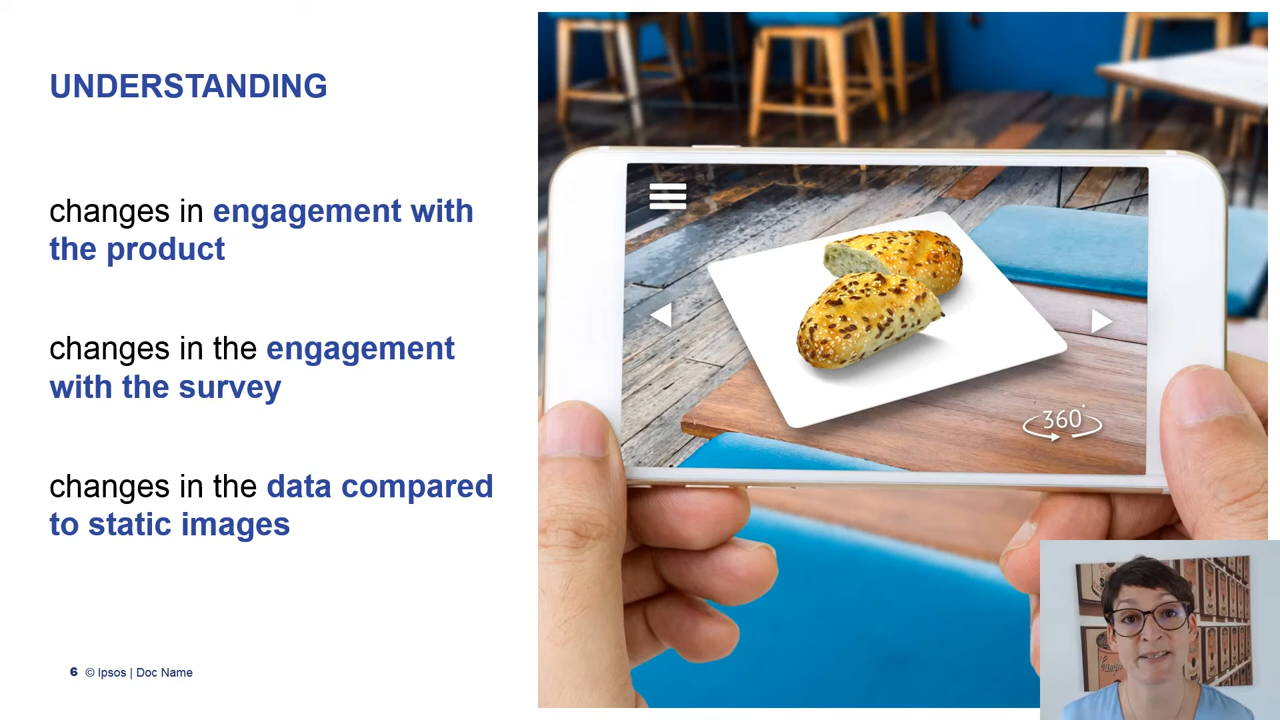 UNDERSTANDING
changes in engagement with
the product
changes in the engagement
with the survey
changes in the data compared
to static images
360°
6 © Ipsos | Doc Name